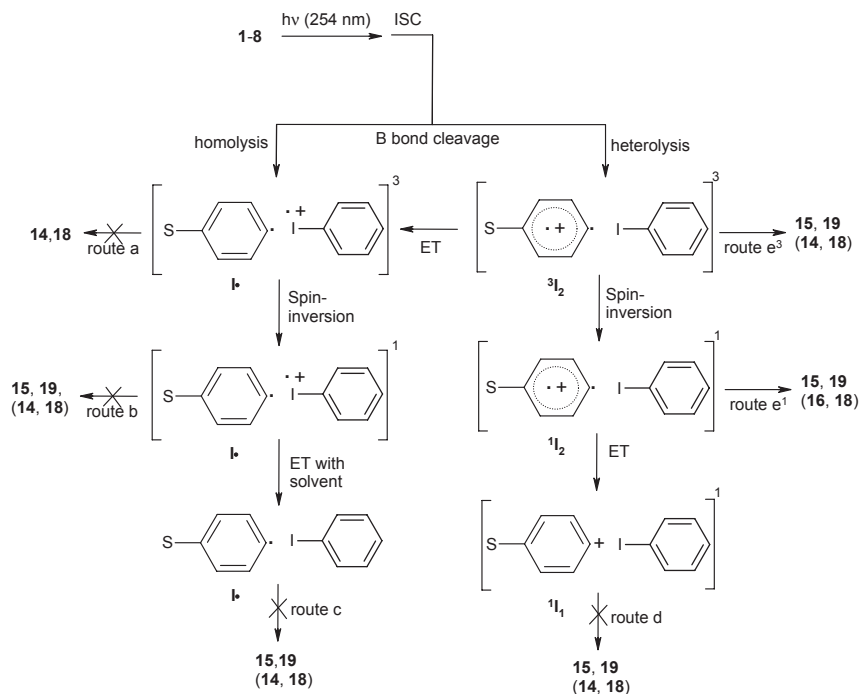 hν (254 nm)
ISC
1-8
homolysis
B bond cleavage
heterolysis
3
3
14,18
route a
S
. +
I
ET
S
. +
I
route e3
15, 19
(14, 18)
I•
3I2
Spin-
inversion
Spin-
inversion
1
1
15, 19,
(14, 18)
route b
S
. +
I
S
. +
I
route e1
15, 19
(16, 18)
I•
1I2
ET with
solvent
ET
1
S
I
S
+
I
I•
1I1
route c
route d
15,19
(14, 18)
15, 19
(14, 18)